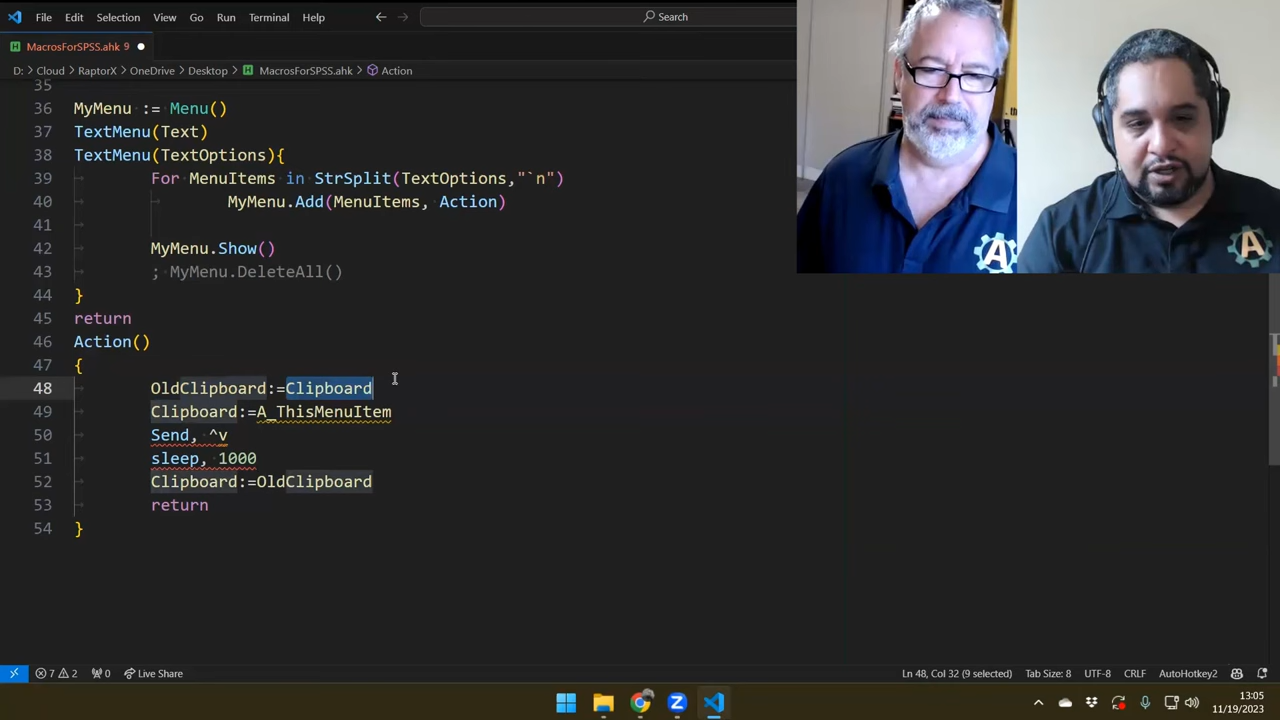 File Edit Selection View Go Run Terminal Help
Search
MacrosForSPSS.ahk 9
D: > Cloud > RaptorX > OneDrive > Desktop > MacrosForSPSS.ahk > Action
35
36 MyMenu := Menu()
37 TextMenu(Text)
38 TextMenu(TextOptions){
39 For MenuItems in StrSplit(TextOptions,"`n")
40 MyMenu.Add(MenuItems, Action)
41
42 MyMenu.Show()
43 ; MyMenu.DeleteAll()
44 }
45 return
46 Action()
47 {
48 OldClipboard:=Clipboard
49 Clipboard:=A_ThisMenuItem
50 Send, ^v
51 sleep, 1000
52 Clipboard:=OldClipboard
53 return
54 }
7 2 0 Live Share Ln 48, Col 32 (9 selected) Tab Size: 8 UTF-8 CRLF AutoHotkey2
13:05
11/19/2023
A
A